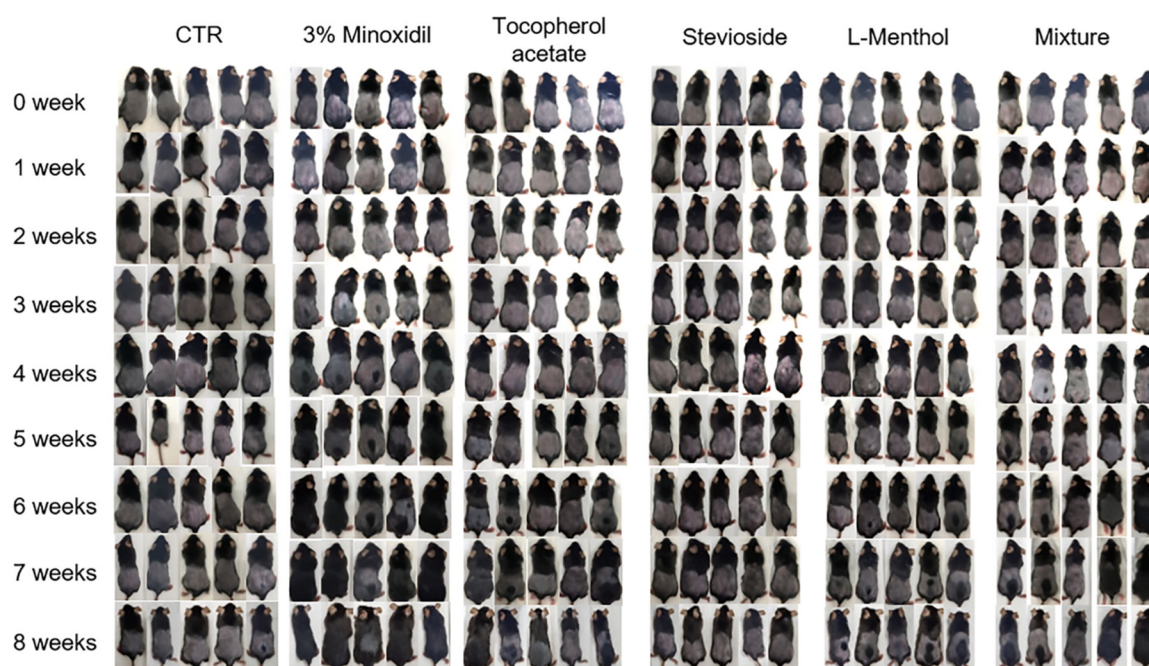 CTR
3% Minoxidil
Tocopherol
acetate
Stevioside
L-Menthol
Mixture
0 week
1 week
2 weeks
3 weeks
4 weeks
5 weeks
6 weeks
7 weeks
8 weeks